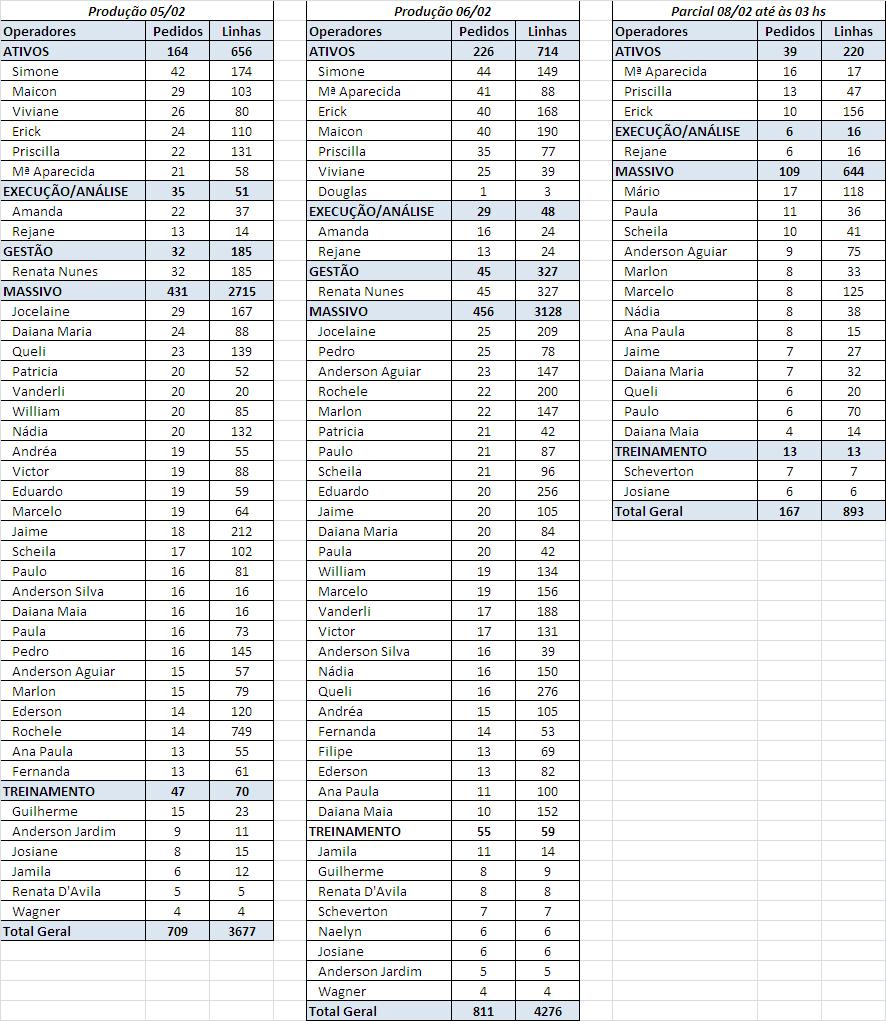 Produção 05/02
Operadores Pedidos Linhas
ATIVOS 164 656
Simone 42 174
Maicon 29 103
Viviane 26 80
Erick 24 110
Priscilla 22 131
Mª Aparecida 21 58
EXECUÇÃO/ANÁLISE 35 51
Amanda 22 37
Rejane 13 14
GESTÃO 32 185
Renata Nunes 32 185
MASSIVO 431 2715
Jocelaine 29 167
Daiana Maria 24 88
Queli 23 139
Patricia 20 52
Vanderli 20 20
William 20 85
Nádia 20 132
Andréa 19 55
Victor 19 88
Eduardo 19 59
Marcelo 19 64
Jaime 18 212
Scheila 17 102
Paulo 16 81
Anderson Silva 16 16
Daiana Maia 16 16
Paula 16 73
Pedro 16 145
Anderson Aguiar 15 57
Marlon 15 79
Ederson 14 120
Rochele 14 749
Ana Paula 13 55
Fernanda 13 61
TREINAMENTO 47 70
Guilherme 15 23
Anderson Jardim 9 11
Josiane 8 15
Jamila 6 12
Renata D'Avila 5 5
Wagner 4 4
Total Geral 709 3677
Produção 06/02
Operadores Pedidos Linhas
ATIVOS 226 714
Simone 44 149
Mª Aparecida 41 88
Erick 40 168
Maicon 40 190
Priscilla 35 77
Viviane 25 39
Douglas 1 3
EXECUÇÃO/ANÁLISE 29 48
Amanda 16 24
Rejane 13 24
GESTÃO 45 327
Renata Nunes 45 327
MASSIVO 456 3128
Jocelaine 25 209
Pedro 25 78
Anderson Aguiar 23 147
Rochele 22 200
Marlon 22 147
Patricia 21 42
Paulo 21 87
Scheila 21 96
Eduardo 20 256
Jaime 20 105
Daiana Maria 20 84
Paula 20 42
William 19 134
Marcelo 19 156
Vanderli 17 188
Victor 17 131
Anderson Silva 16 39
Nádia 16 150
Queli 16 276
Andréa 15 105
Fernanda 14 53
Filipe 13 69
Ederson 13 82
Ana Paula 11 100
Daiana Maia 10 152
TREINAMENTO 55 59
Jamila 11 14
Guilherme 8 9
Renata D'Avila 8 8
Scheverton 7 7
Naelyn 6 6
Josiane 6 6
Anderson Jardim 5 5
Wagner 4 4
Total Geral 811 4276
Parcial 08/02 até às 03 hs
Operadores Pedidos Linhas
ATIVOS 39 220
Mª Aparecida 16 17
Priscilla 13 47
Erick 10 156
EXECUÇÃO/ANÁLISE 6 16
Rejane 6 16
MASSIVO 109 644
Mário 17 118
Paula 11 36
Scheila 10 41
Anderson Aguiar 9 75
Marlon 8 33
Marcelo 8 125
Nádia 8 38
Ana Paula 8 15
Jaime 7 27
Daiana Maria 7 32
Queli 6 20
Paulo 6 70
Daiana Maia 4 14
TREINAMENTO 13 13
Scheverton 7 7
Josiane 6 6
Total Geral 167 893